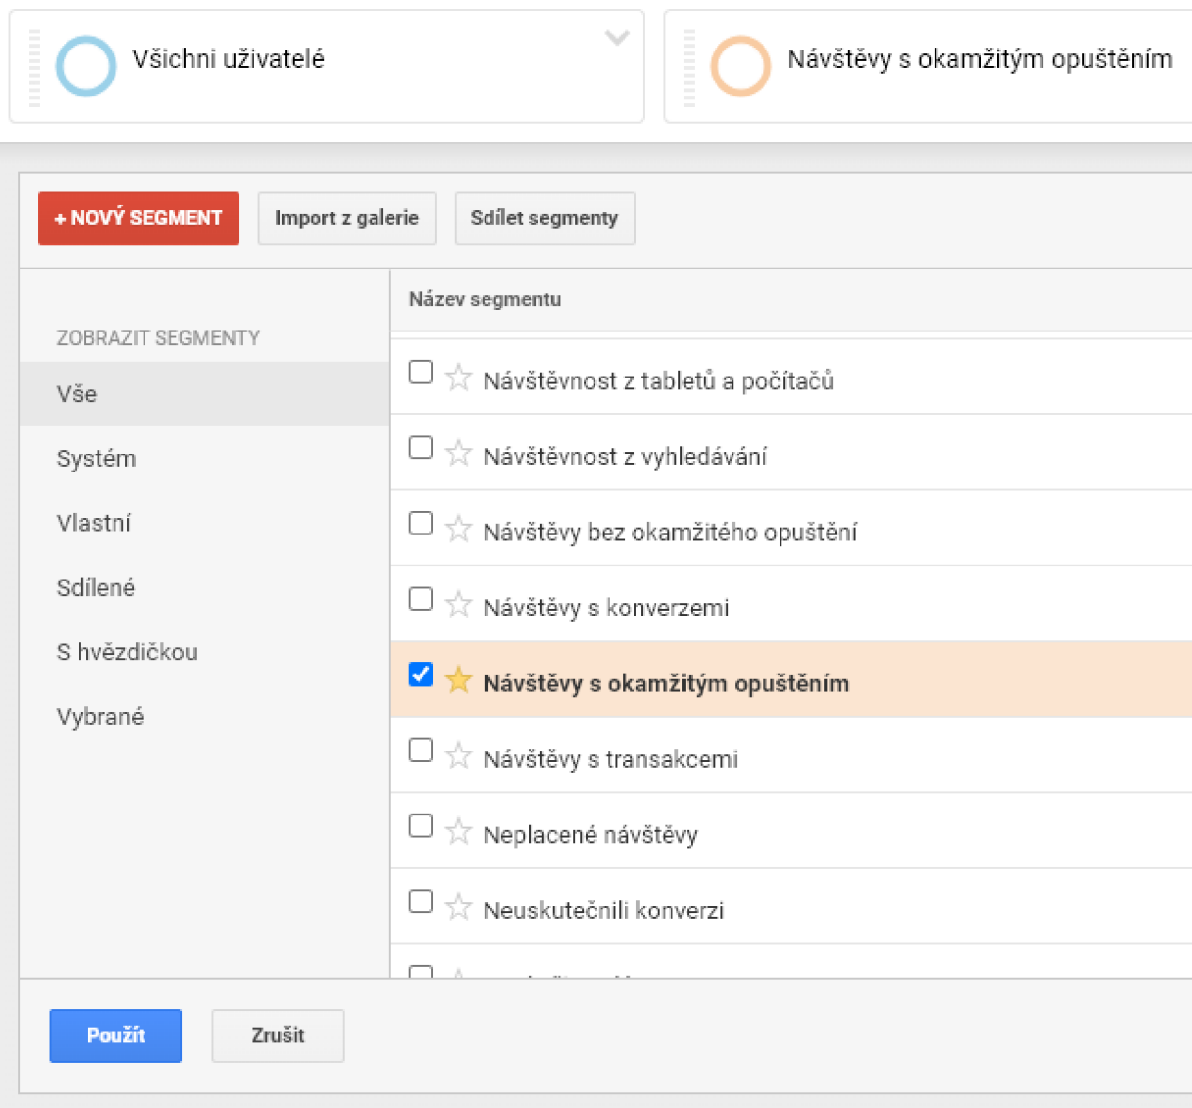 Všichni uživatelé
Návštěvy s okamžitým opuštěním
+ NOVÝ SEGMENT
Import z galerie
Sdílet segmenty
Název segmentu
ZOBRAZIT SEGMENTY
Vše
Systém
Vlastní
Sdílené
S hvězdičkou
Vybrané
Návštěvnost z tabletů a počítačů
Návštěvnost z vyhledávání
Návštěvy bez okamžitého opuštění
Návštěvy s konverzemi
Návštěvy s okamžitým opuštěním
Návštěvy s transakcemi
Neplacené návštěvy
Neuskutečnili konverzi
Použít
Zrušit